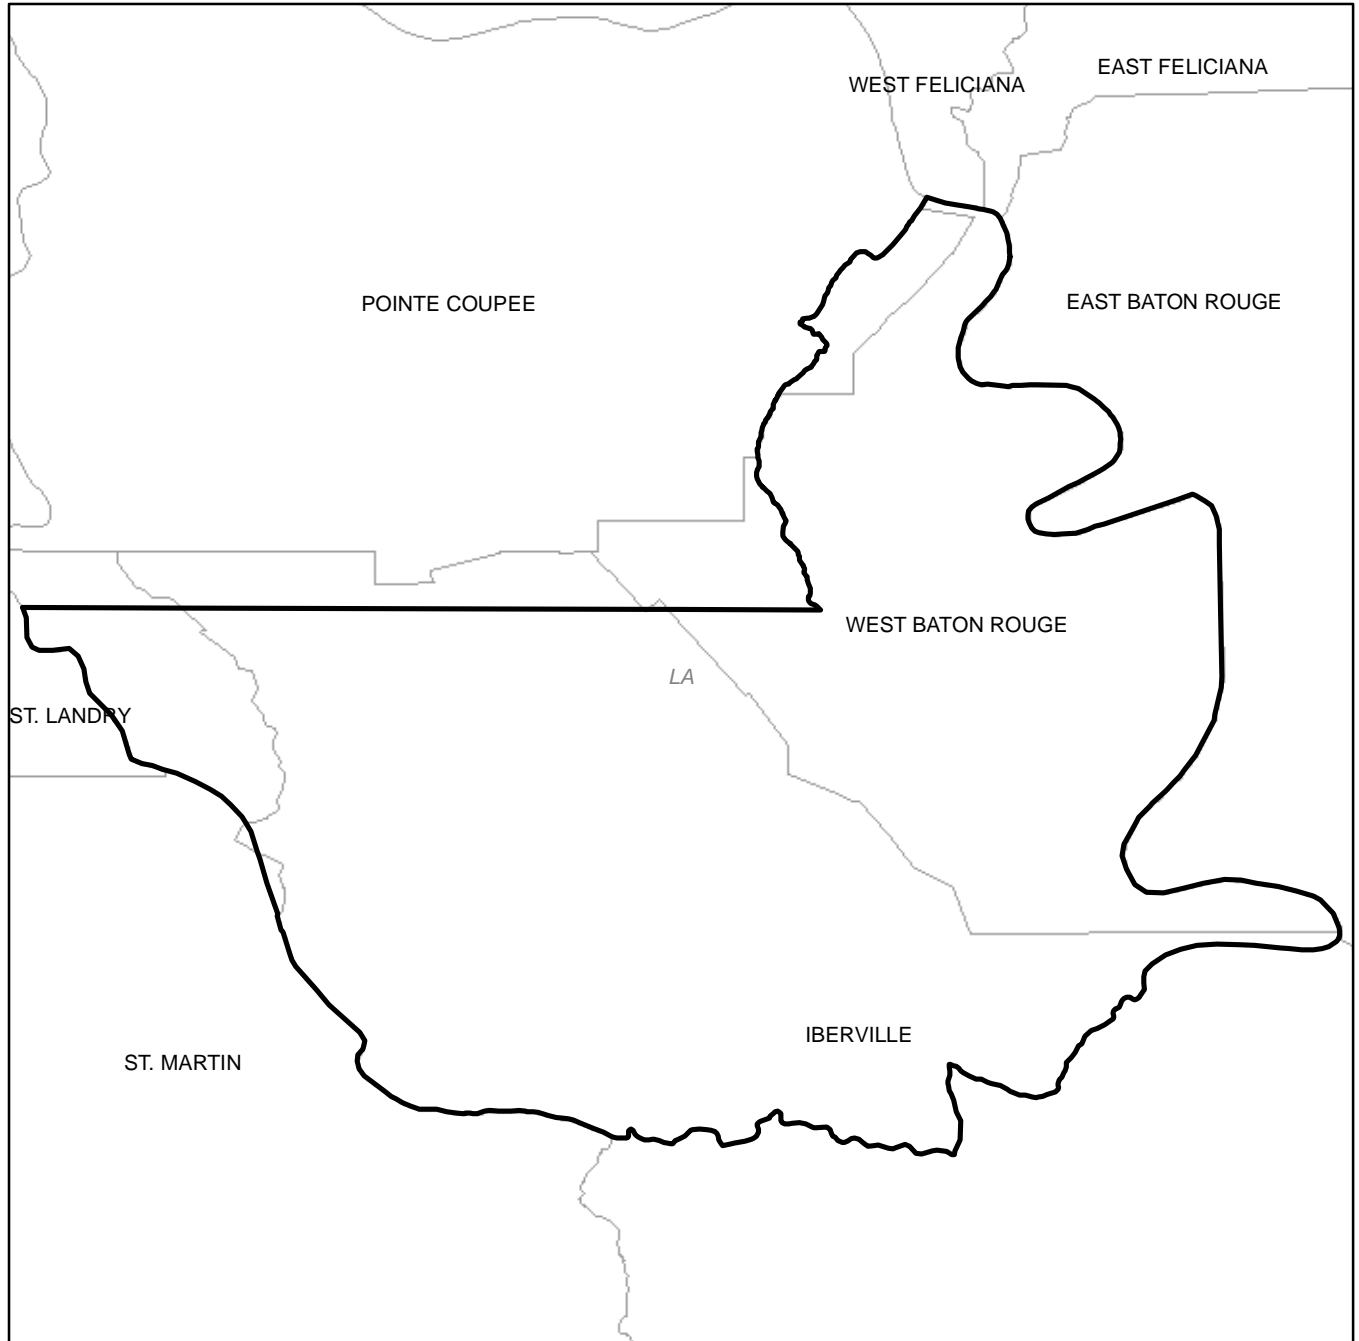 EAST FELICIANA
WEST FELICIANA
POINTE COUPEE
EAST BATON ROUGE
WEST BATON ROUGE
LA
ST. LANDRY
IBERVILLE
ST. MARTIN